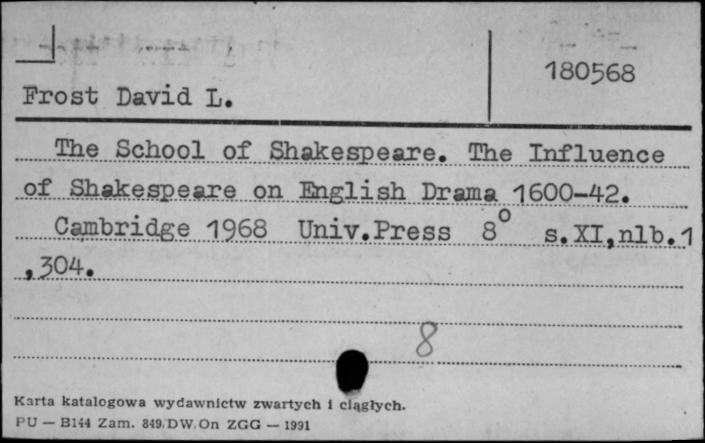 180568
Frost David L.
The School of Shakespeare. The Influence
of Shakespeare on English Drama 1600-42.
Cambridge 1968 Univ.Press 8° s.XI,nlb.1
,304.
8
Karta katalogowa wydawnictw zwartych i ciągłych.
PU — B144 Zam. 849/DW/On ZGG — 1991